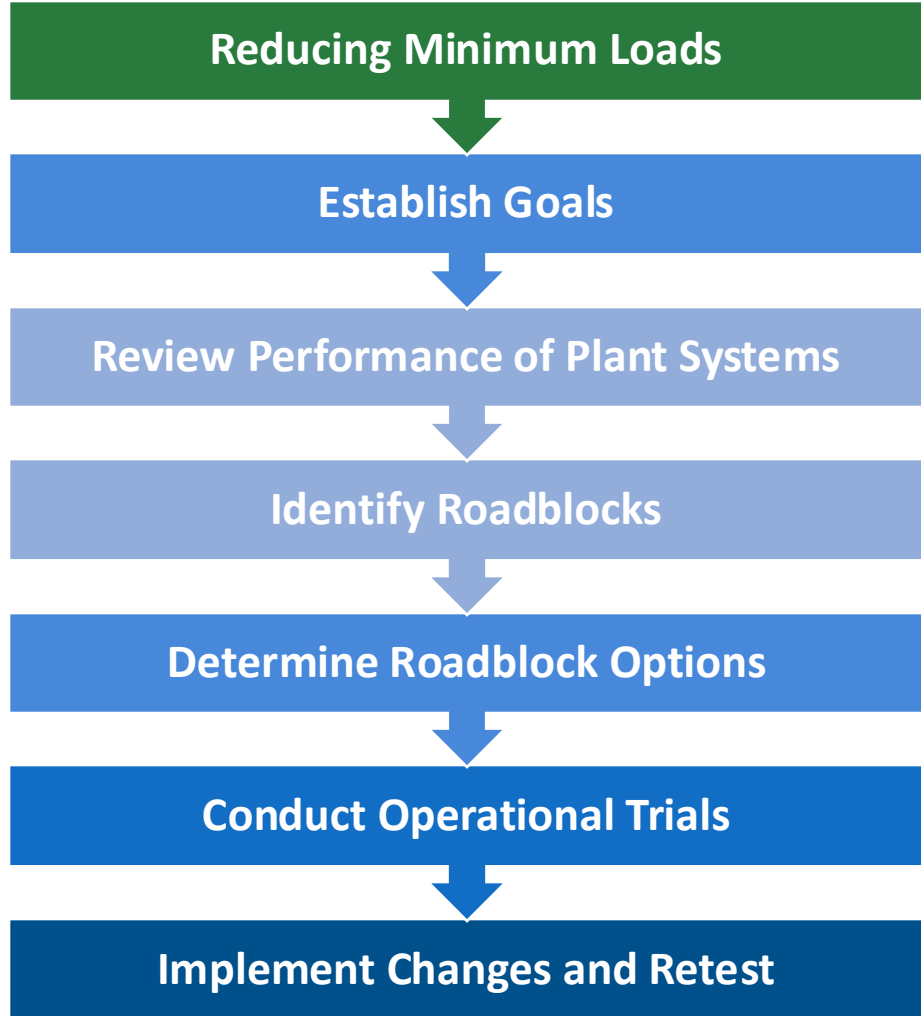 Reducing Minimum Loads
Establish Goals
Review Performance of Plant Systems
Identify Roadblocks
Determine Roadblock Options
Conduct Operational Trials
Implement Changes and Retest